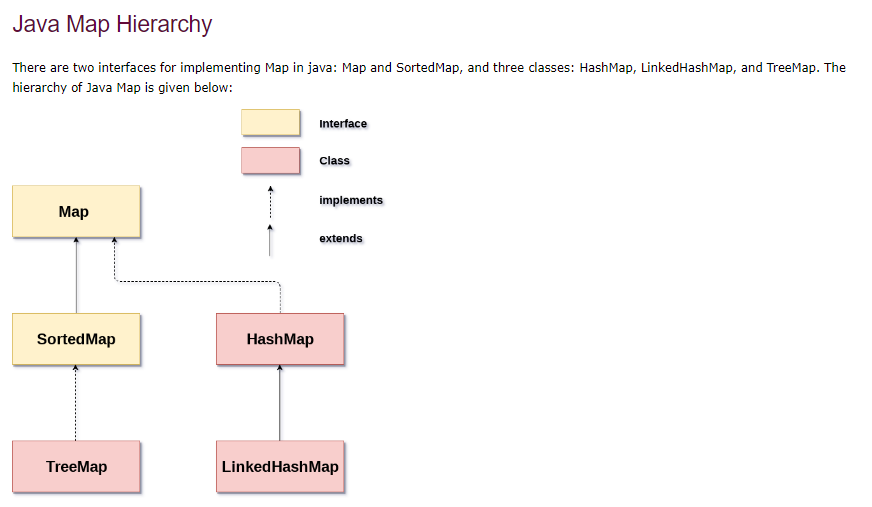 Java Map Hierarchy
There are two interfaces for implementing Map in java: Map and SortedMap, and three classes: HashMap, LinkedHashMap, and TreeMap. The
hierarchy of Java Map is given below:
Interface
Class
implements
extends
Map
SortedMap
HashMap
TreeMap
LinkedHashMap